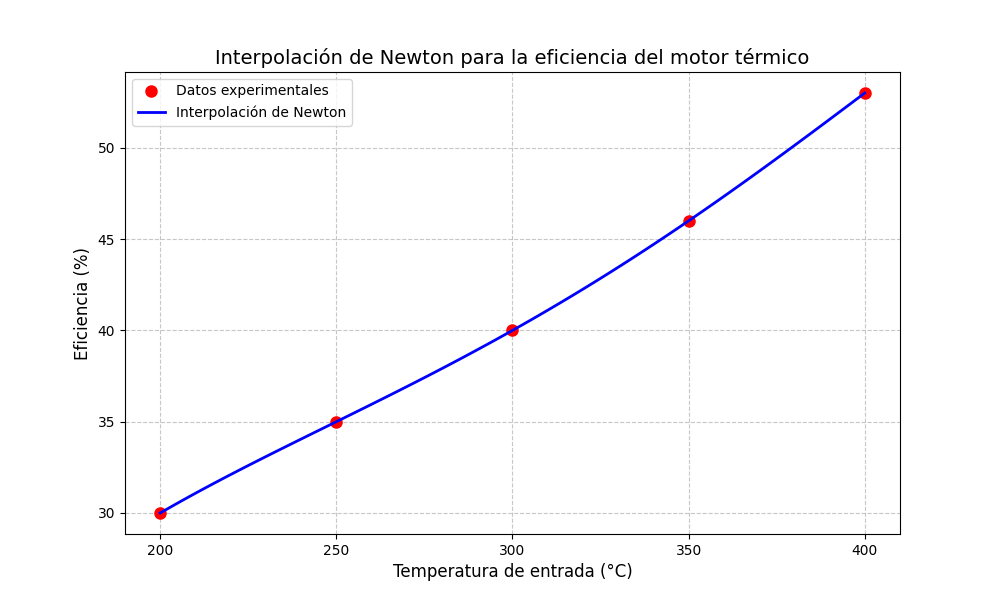 Interpolación de Newton para la eficiencia del motor térmico
Datos experimentales
Interpolación de Newton
Eficiencia (%)
50
45
40
35
30
200 250 300 350 400
Temperatura de entrada (°C)